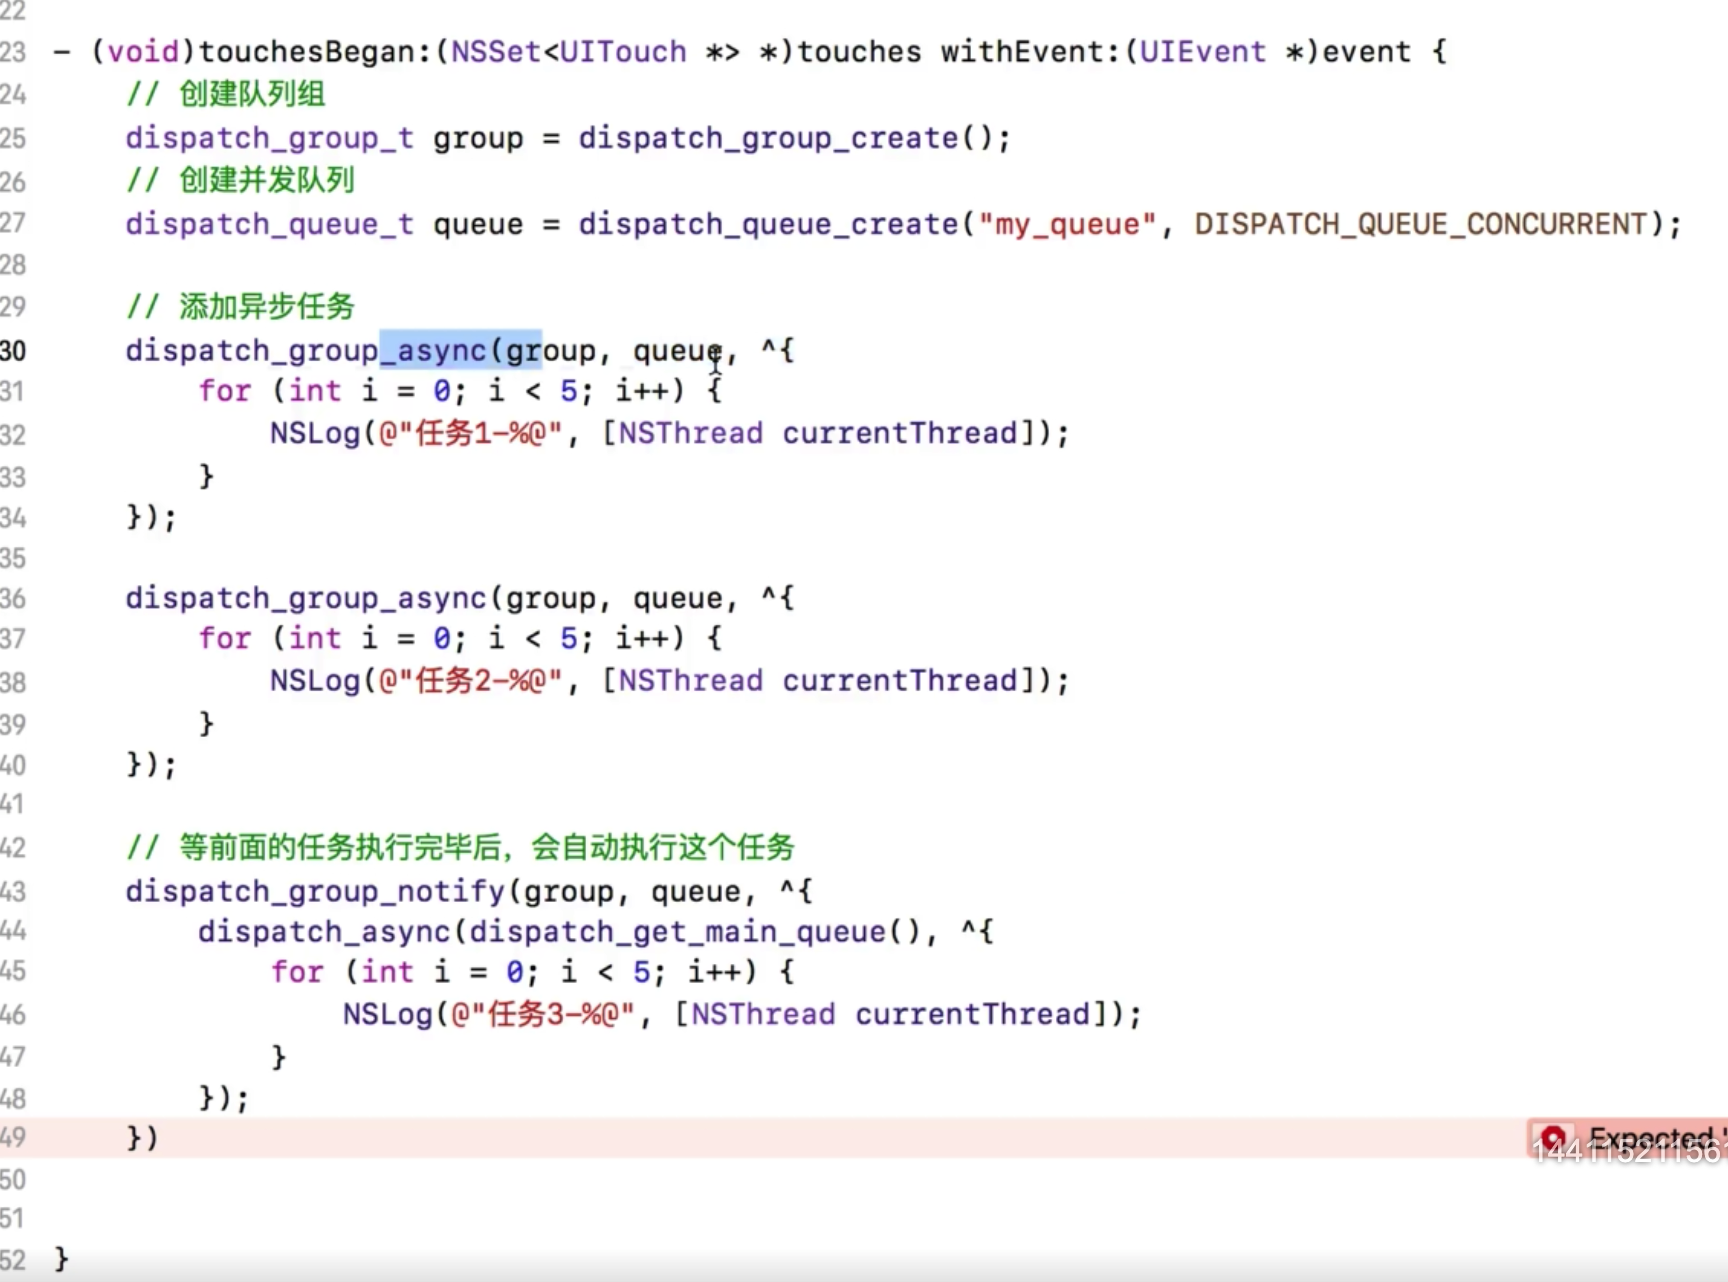 22
23 - (void)touchesBegan:(NSSet<UITouch *> *)touches withEvent:(UIEvent *)event {
24 // 创建队列组
25 dispatch_group_t group = dispatch_group_create();
26 // 创建并发队列
27 dispatch_queue_t queue = dispatch_queue_create("my_queue", DISPATCH_QUEUE_CONCURRENT);
28
29 // 添加异步任务
30 dispatch_group_async(group, queue, ^{
31 for (int i = 0; i < 5; i++) {
32 NSLog(@"任务1-%@", [NSThread currentThread]);
33 }
34 });
35
36 dispatch_group_async(group, queue, ^{
37 for (int i = 0; i < 5; i++) {
38 NSLog(@"任务2-%@", [NSThread currentThread]);
39 }
40 });
41
42 // 等前面的任务执行完毕后，会自动执行这个任务
43 dispatch_group_notify(group, queue, ^{
44 dispatch_async(dispatch_get_main_queue(), ^{
45 for (int i = 0; i < 5; i++) {
46 NSLog(@"任务3-%@", [NSThread currentThread]);
47 }
48 });
49 }) Expected '
50
51
52 }